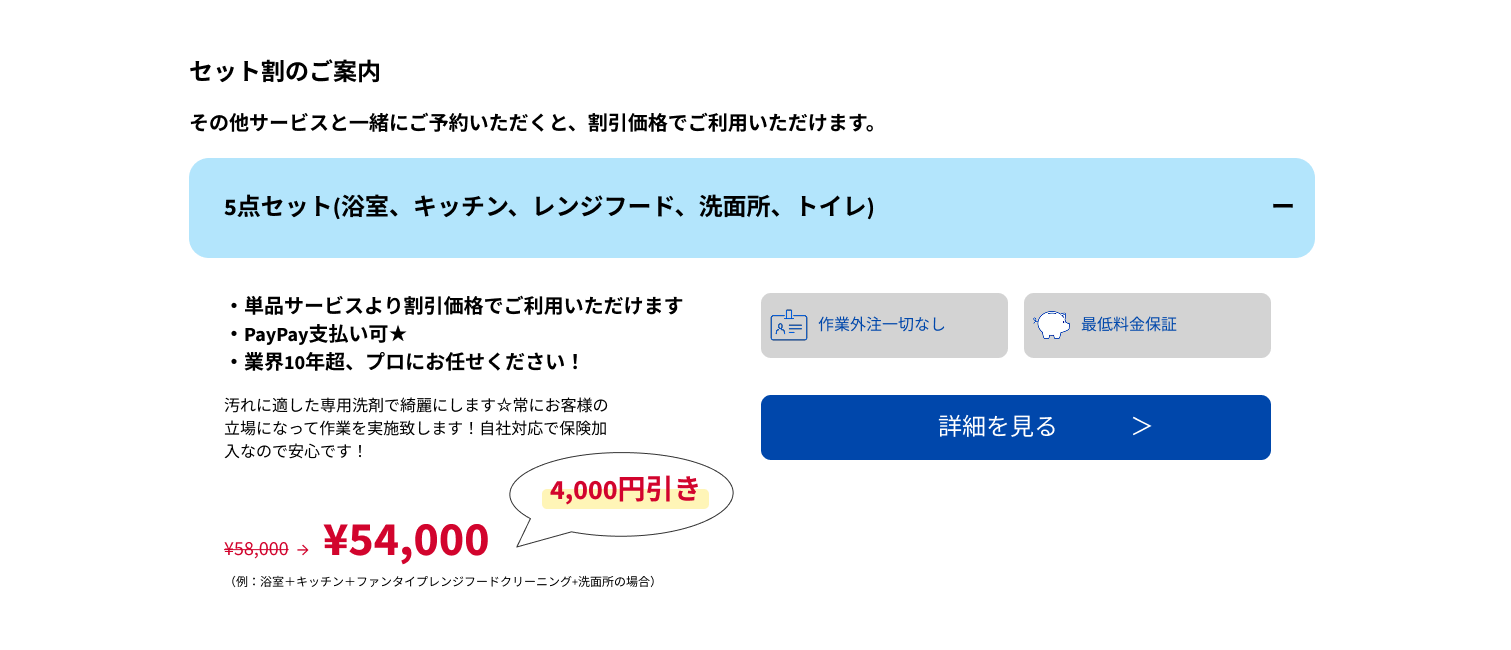 セット割のご案内
その他サービスと一緒にご予約いただくと、割引価格でご利用いただけます。
5点セット(浴室、キッチン、レンジフード、洗面所、トイレ)
・単品サービスより割引価格でご利用いただけます
・PayPay支払い可★
・業界10年超、プロにお任せください！
汚れに適した専用洗剤で綺麗にします☆常にお客様の
立場になって作業を実施致します！自社対応で保険加
入なので安心です！
4,000円引き
¥58,000 → ¥54,000
（例：浴室＋キッチン＋ファンタイプレンジフードクリーニング+洗面所の場合）
作業外注一切なし
最低料金保証
詳細を見る ＞